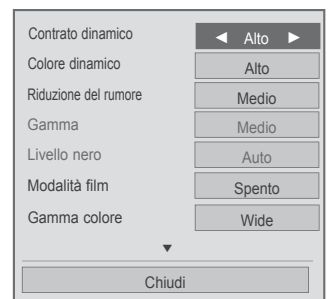 Contrato dinamico ◄ Alto ►
Colore dinamico Alto
Riduzione del rumore Medio
Gamma Medio
Livello nero Auto
Modalità film Spento
Gamma colore Wide
▼
Chiudi